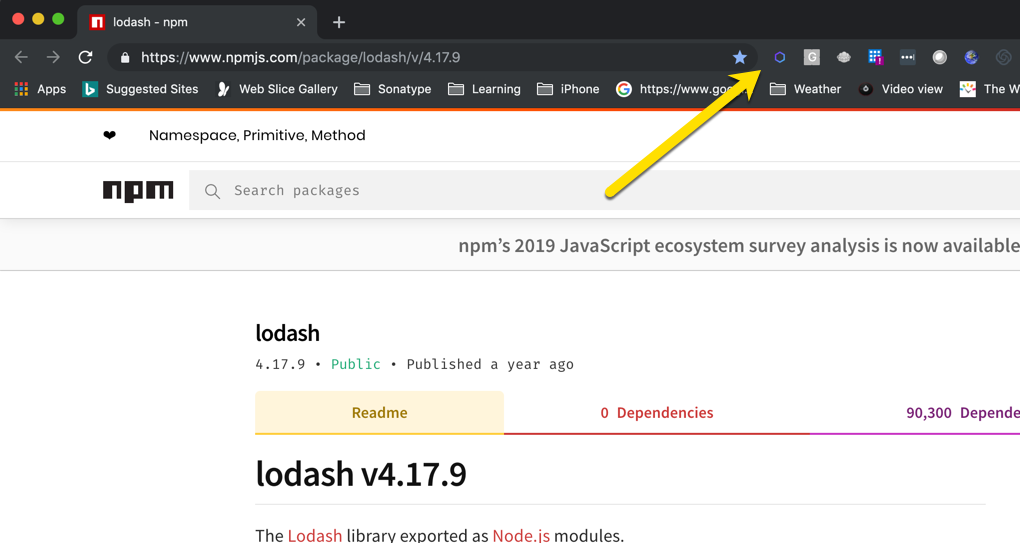 lodash - npm
https://www.npmjs.com/package/lodash/v/4.17.9
Apps Suggested Sites Web Slice Gallery Sonatype Learning iPhone https://www.goo Weather Video view The W
❤ Namespace, Primitive, Method
npm Search packages
npm’s 2019 JavaScript ecosystem survey analysis is now available
lodash
4.17.9 • Public • Published a year ago
Readme 0 Dependencies 90,300 Depende
lodash v4.17.9
The Lodash library exported as Node.js modules.